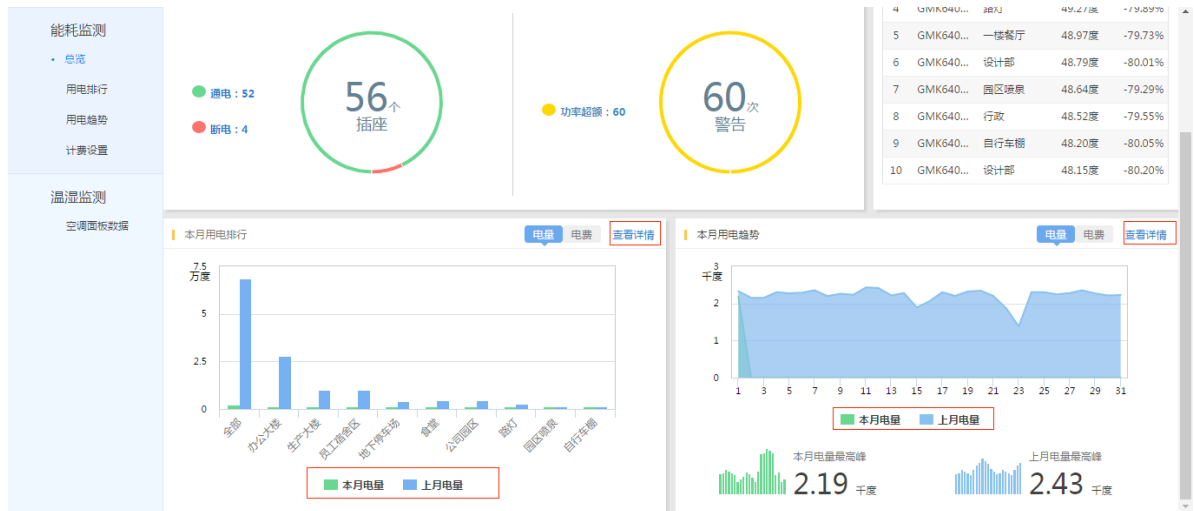 能耗监测
• 总览
用电排行
用电趋势
计费设置
温湿监测
空调面板数据
通电：52
断电：4
56个
插座
功率超额：60
60次
警告
4 GMK640... 路灯 49.27度 -79.89%
5 GMK640... 一楼餐厅 48.97度 -79.73%
6 GMK640... 设计部 48.79度 -80.01%
7 GMK640... 园区喷泉 48.64度 -79.29%
8 GMK640... 行政 48.52度 -79.55%
9 GMK640... 自行车棚 48.20度 -80.05%
10 GMK640... 设计部 48.15度 -80.20%
本月用电排行 电量 电费 查看详情
7.5
万度
5
2.5
0
全部 办公大楼 生产大楼 员工宿舍区 地下停车场 食堂 公司园区 路灯 园区喷泉 自行车棚
本月电量 上月电量
本月用电趋势 电量 电费 查看详情
3
千度
2
1
0
1 3 5 7 9 11 13 15 17 19 21 23 25 27 29 31
本月电量 上月电量
本月电量最高峰
2.19 千度
上月电量最高峰
2.43 千度